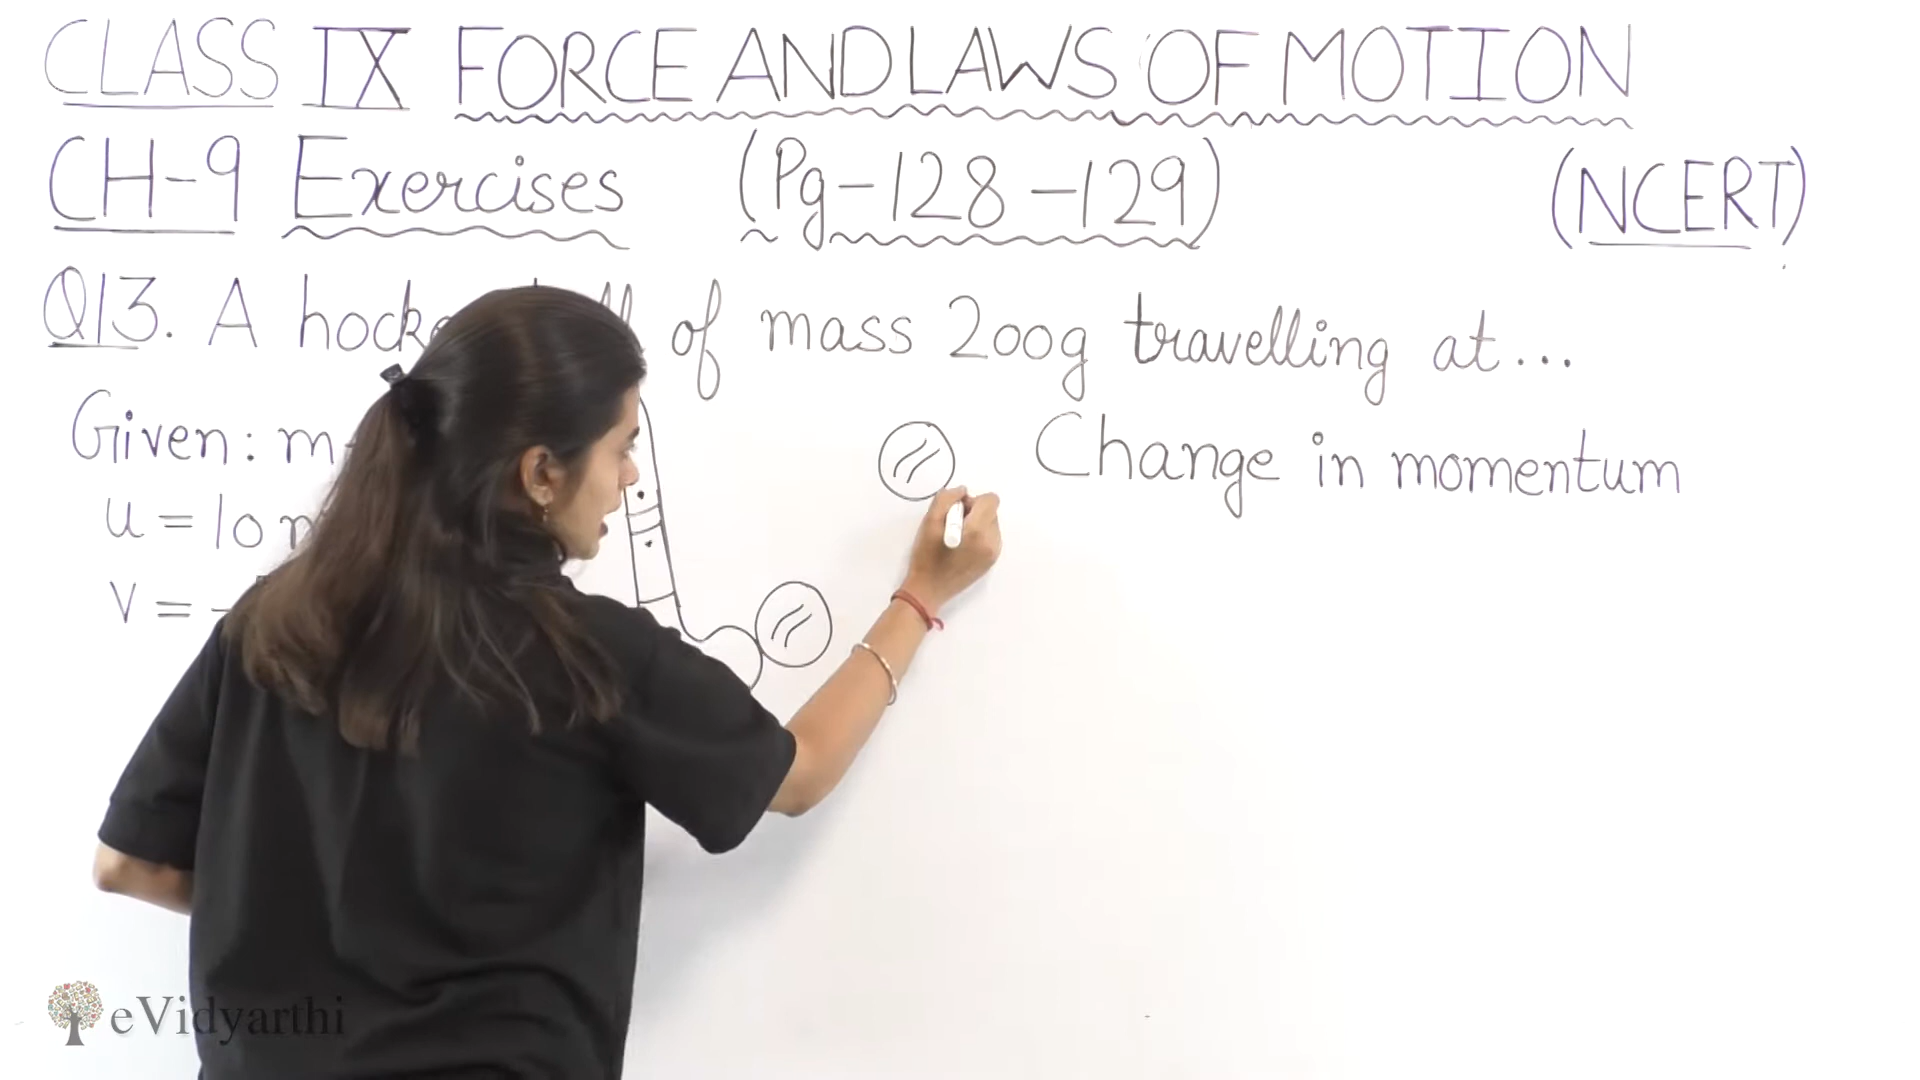 CLASS IX FORCE AND LAWS OF MOTION
CH-9 Exercises (Pg-128-129) (NCERT)
Q13. A of mass 200g travelling at...
Given: m
Change in momentum
u = 10
v = -
eVidyarthi